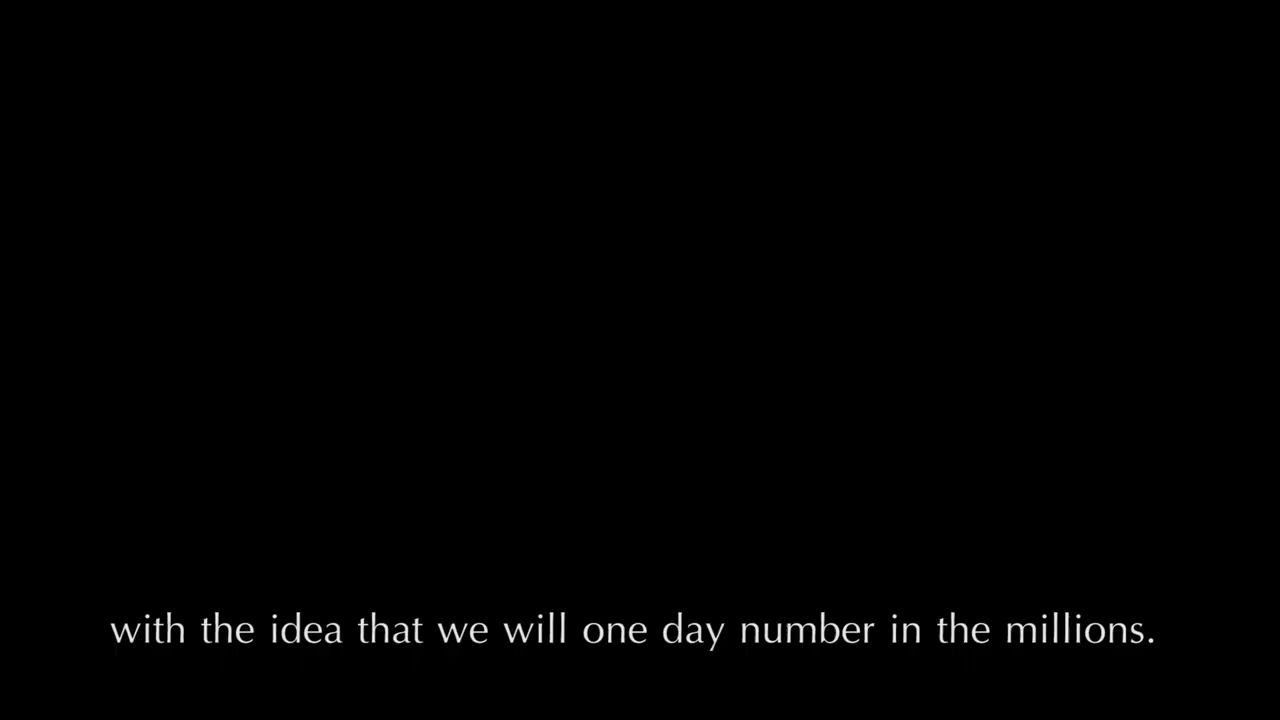 with the idea that we will one day number in the millions.